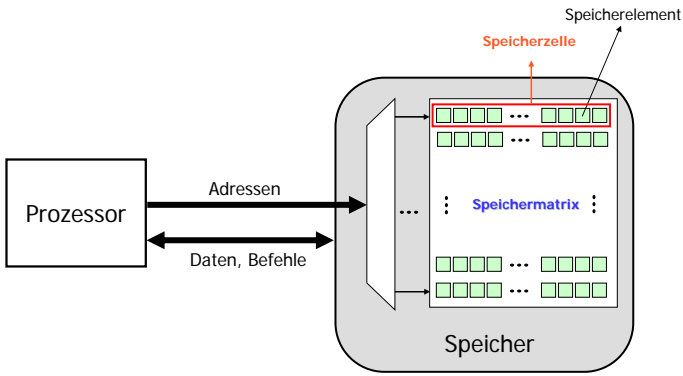 Speicherelement
Speicherzelle
Adressen
Prozessor
Speichermatrix
Daten, Befehle
Speicher